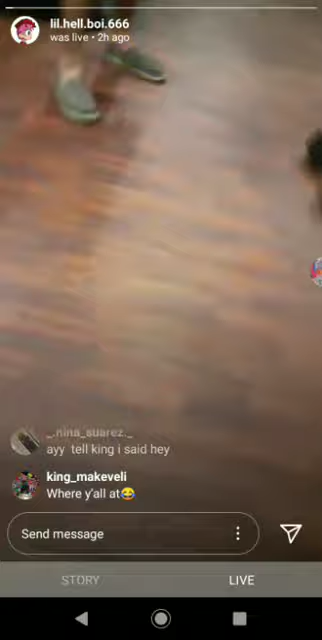 lil.hell.boi.666
was live • 2h ago
_.nina_suarez._
ayy tell king i said hey
king_makeveli
Where y'all at😂
Send message
STORY LIVE